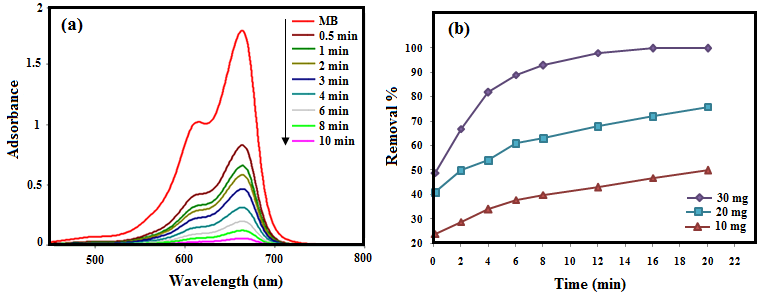 (a)
Adsorbance
2
1.5
1
0.5
0
500
600
700
800
Wavelength (nm)
MB
0.5 min
1 min
2 min
3 min
4 min
6 min
8 min
10 min
(b)
Removal %
100
90
80
70
60
50
40
30
20
0 2 4 6 8 10 12 14 16 18 20 22
Time (min)
30 mg
20 mg
10 mg